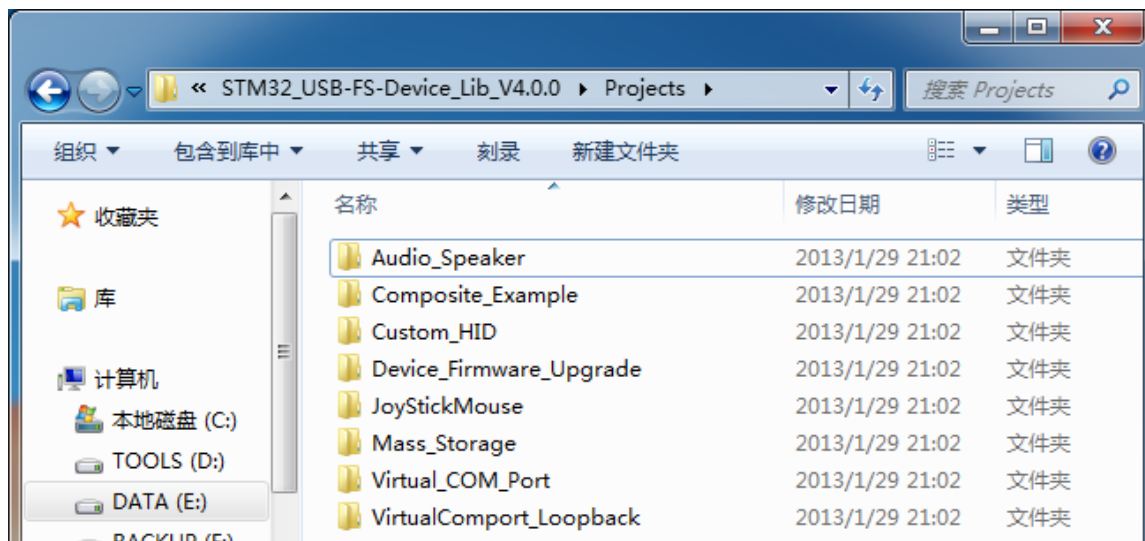 « STM32_USB-FS-Device_Lib_V4.0.0 ▸ Projects ▸ 搜索 Projects
组织 包含到库中 共享 刻录 新建文件夹
名称 修改日期 类型
收藏夹
库
计算机
本地磁盘 (C:)
TOOLS (D:)
DATA (E:)
BACKUP (F:)
Audio_Speaker 2013/1/29 21:02 文件夹
Composite_Example 2013/1/29 21:02 文件夹
Custom_HID 2013/1/29 21:02 文件夹
Device_Firmware_Upgrade 2013/1/29 21:02 文件夹
JoyStickMouse 2013/1/29 21:02 文件夹
Mass_Storage 2013/1/29 21:02 文件夹
Virtual_COM_Port 2013/1/29 21:02 文件夹
VirtualComport_Loopback 2013/1/29 21:02 文件夹